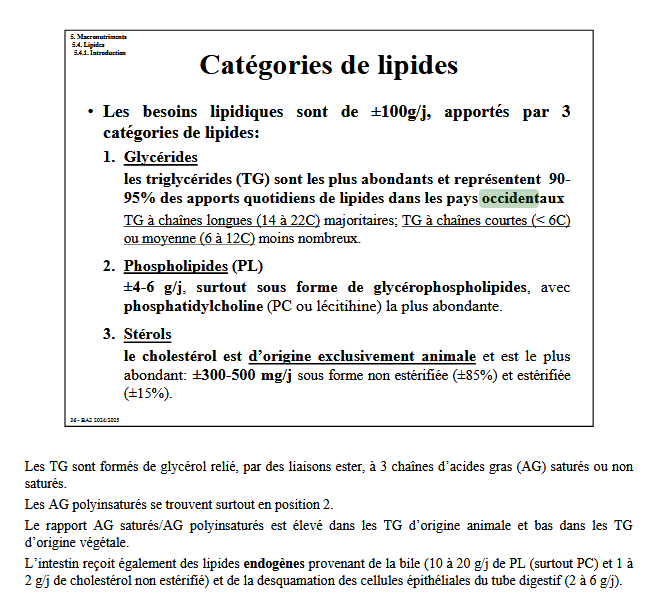 5. Macronutriments
5.4. Lipides
5.4.1. Introduction
Catégories de lipides
• Les besoins lipidiques sont de ±100g/j, apportés par 3
catégories de lipides:
1. Glycérides
les triglycérides (TG) sont les plus abondants et représentent 90-
95% des apports quotidiens de lipides dans les pays occidentaux
TG à chaînes longues (14 à 22C) majoritaires; TG à chaînes courtes (< 6C)
ou moyenne (6 à 12C) moins nombreux.
2. Phospholipides (PL)
±4-6 g/j, surtout sous forme de glycérophospholipides, avec
phosphatidylcholine (PC ou lécitihine) la plus abondante.
3. Stérols
le cholestérol est d’origine exclusivement animale et est le plus
abondant: ±300-500 mg/j sous forme non estérifiée (±85%) et estérifiée
(±15%).
36 - BA2 2024/2025
Les TG sont formés de glycérol relié, par des liaisons ester, à 3 chaînes d’acides gras (AG) saturés ou non
saturés.
Les AG polyinsaturés se trouvent surtout en position 2.
Le rapport AG saturés/AG polyinsaturés est élevé dans les TG d’origine animale et bas dans les TG
d’origine végétale.
L’intestin reçoit également des lipides endogènes provenant de la bile (10 à 20 g/j de PL (surtout PC) et 1 à
2 g/j de cholestérol non estérifié) et de la desquamation des cellules épithéliales du tube digestif (2 à 6 g/j).